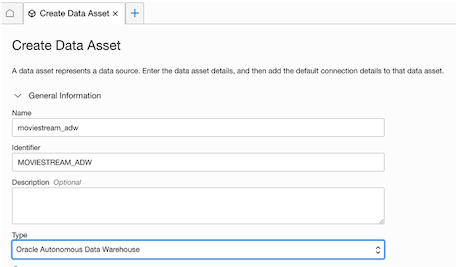 Create Data Asset ×
Create Data Asset
A data asset represents a data source. Enter the data asset details, and then add the default connection details to that data asset.
General Information
Name
moviestream_adw
Identifier
MOVIESTREAM_ADW
Description Optional
Type
Oracle Autonomous Data Warehouse